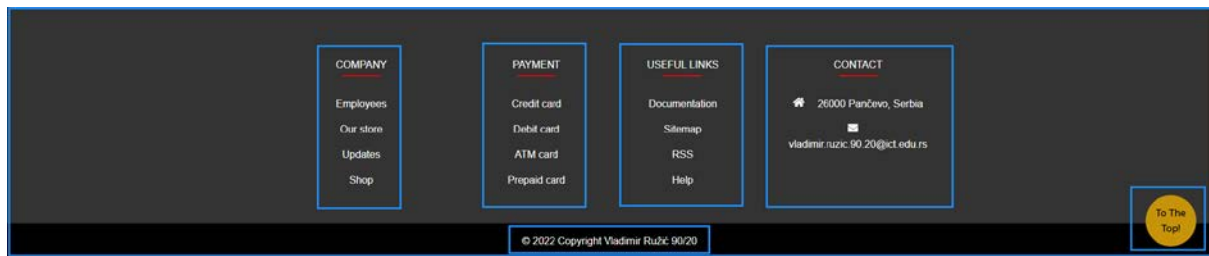 COMPANY
Employees
Our store
Updates
Shop
PAYMENT
Credit card
Debit card
ATM card
Prepaid card
USEFUL LINKS
Documentation
Sitemap
RSS
Help
CONTACT
26000 Pančevo, Serbia
vladimir.ruzic.90.20@ict.edu.rs
To The
Top!
© 2022 Copyright Vladimir Ružić 90/20